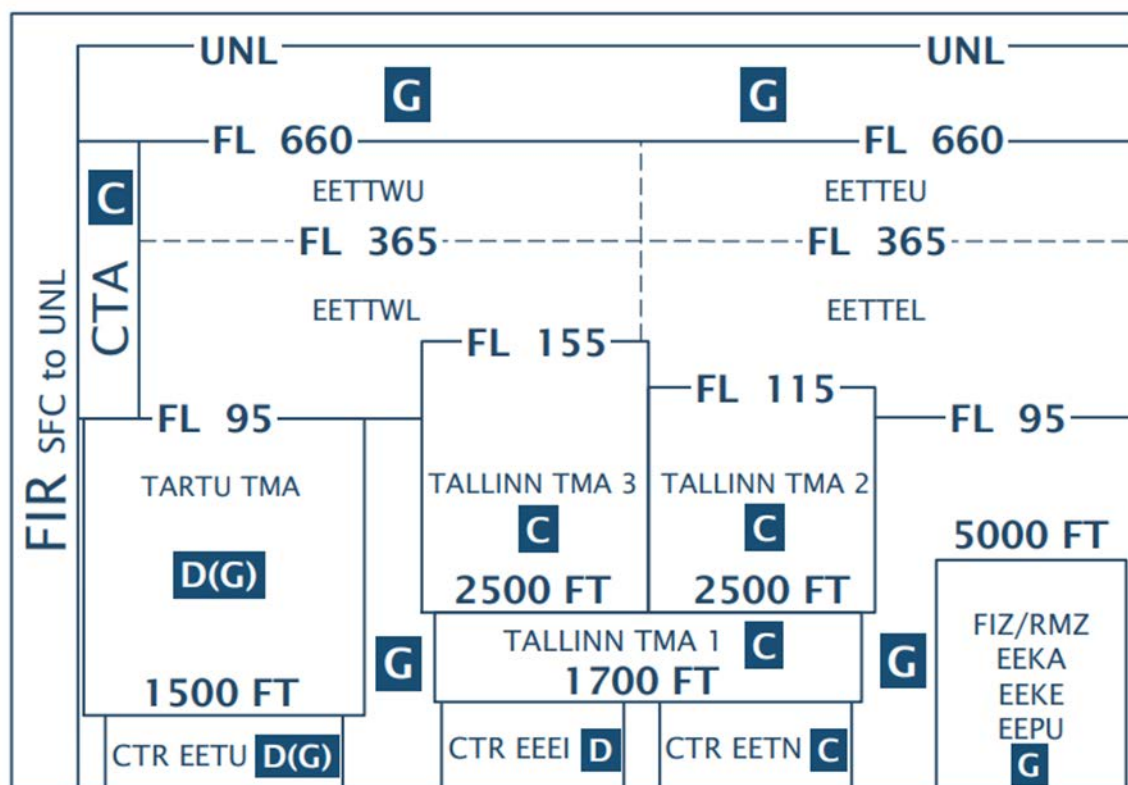 UNL UNL
G G
FL 660 FL 660
C
EETTWU EETTEU
FL 365 FL 365
CTA
FIR SFC to UNL
EETTWL EETTEL
FL 155
FL 115
FL 95 FL 95
TARTU TMA TALLINN TMA 3 TALLINN TMA 2
C C
5000 FT
D(G)
2500 FT 2500 FT
FIZ/RMZ
TALLINN TMA 1 C
G G
EEKA
1700 FT
1500 FT
EEKE
EEPU
CTR EETU D(G) CTR EEEI D CTR EETN C
G